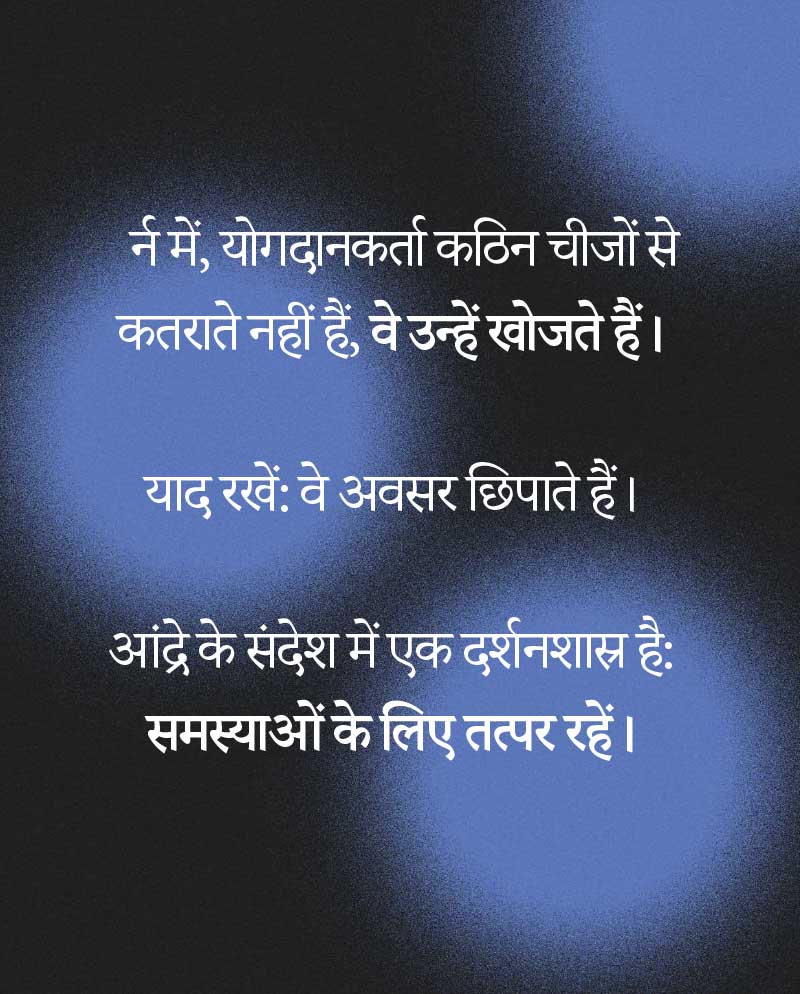 र्न में, योगदानकर्ता कठिन चीजों से
कतराते नहीं हैं, वे उन्हें खोजते हैं।
याद रखें: वे अवसर छिपाते हैं।
आंद्रे के संदेश में एक दर्शनशास्र है:
समस्याओं के लिए तत्पर रहें।